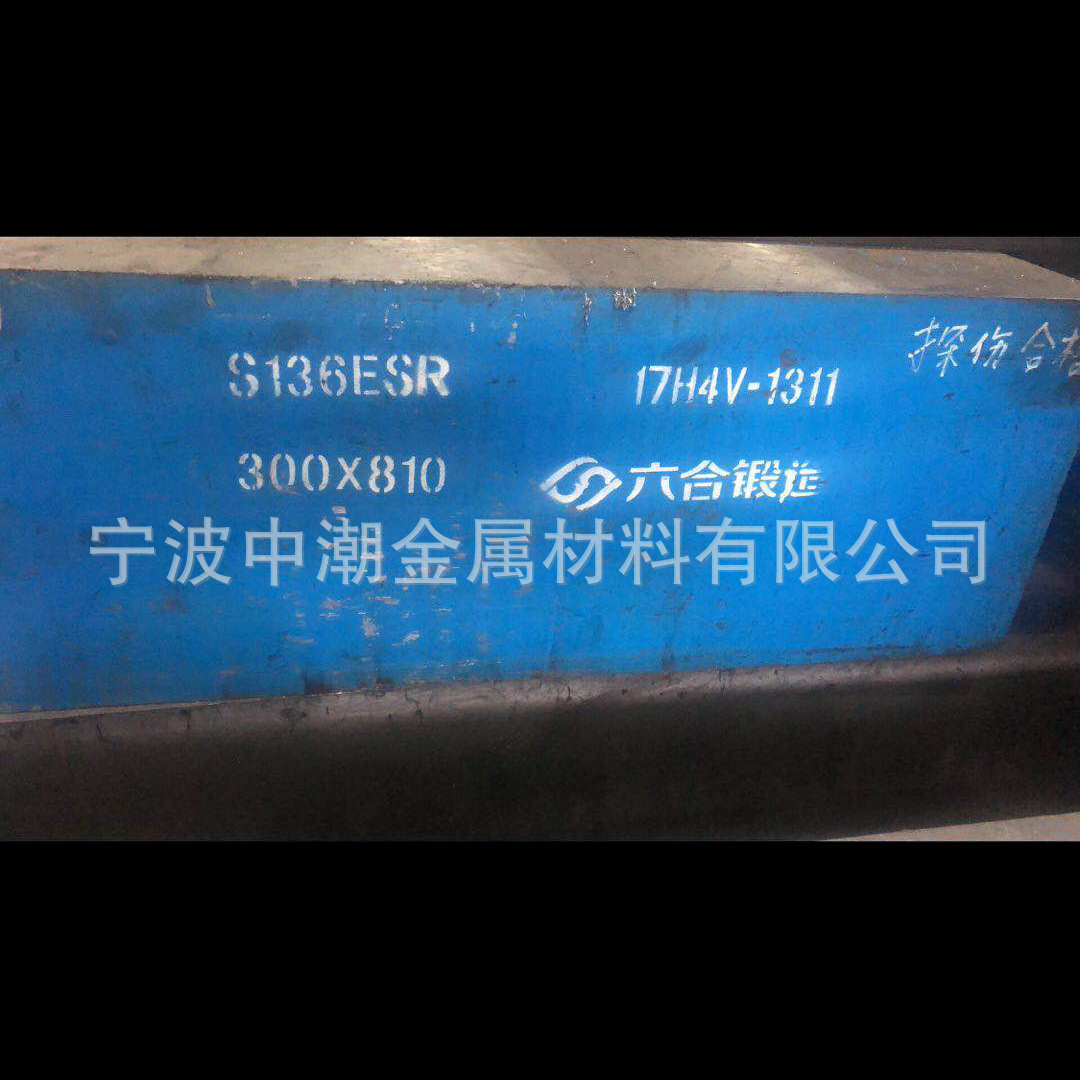 S136ESR
17H4V-1311
探伤合格
300X810
六合锻造
宁波中潮金属材料有限公司